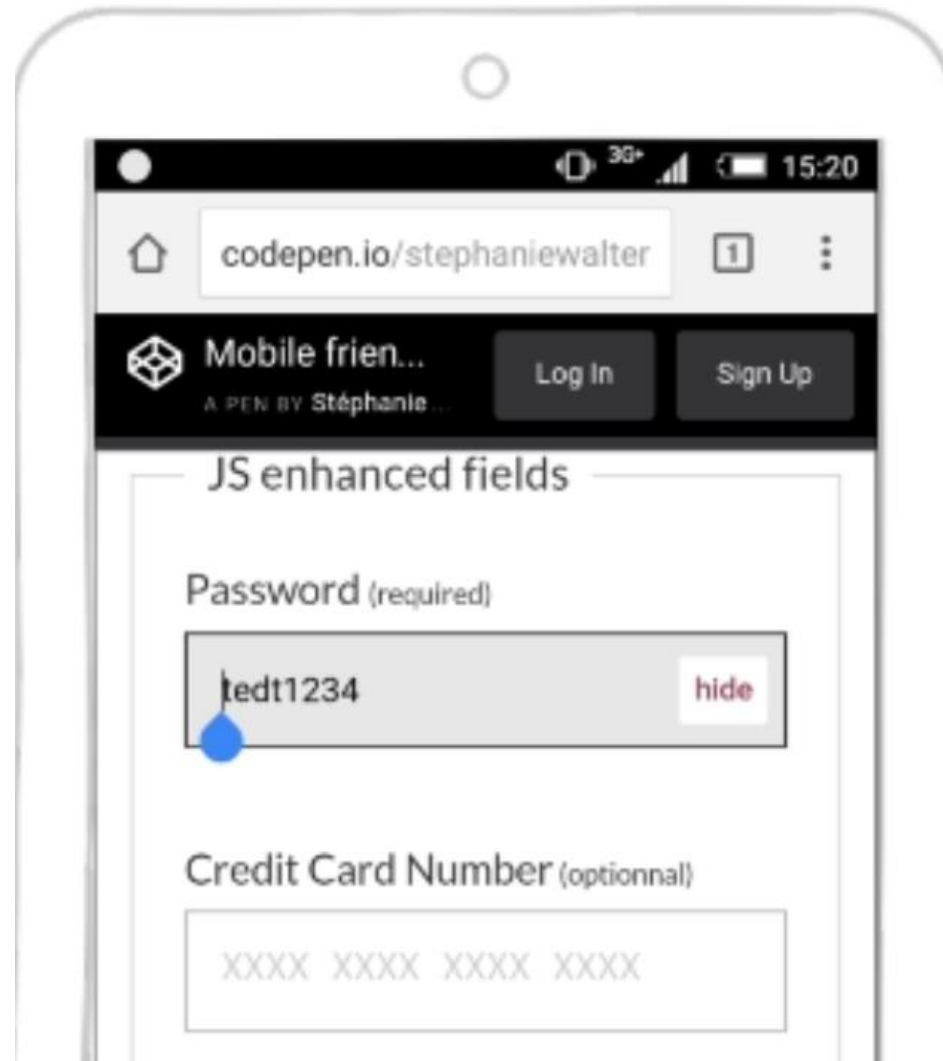 3G+ 15:20
codepen.io/stephaniewalter 1
Mobile frien... Log In Sign Up
A PEN BY Stéphanie...
JS enhanced fields
Password (required)
tedt1234 hide
Credit Card Number (optionnal)
XXXX XXXX XXXX XXXX